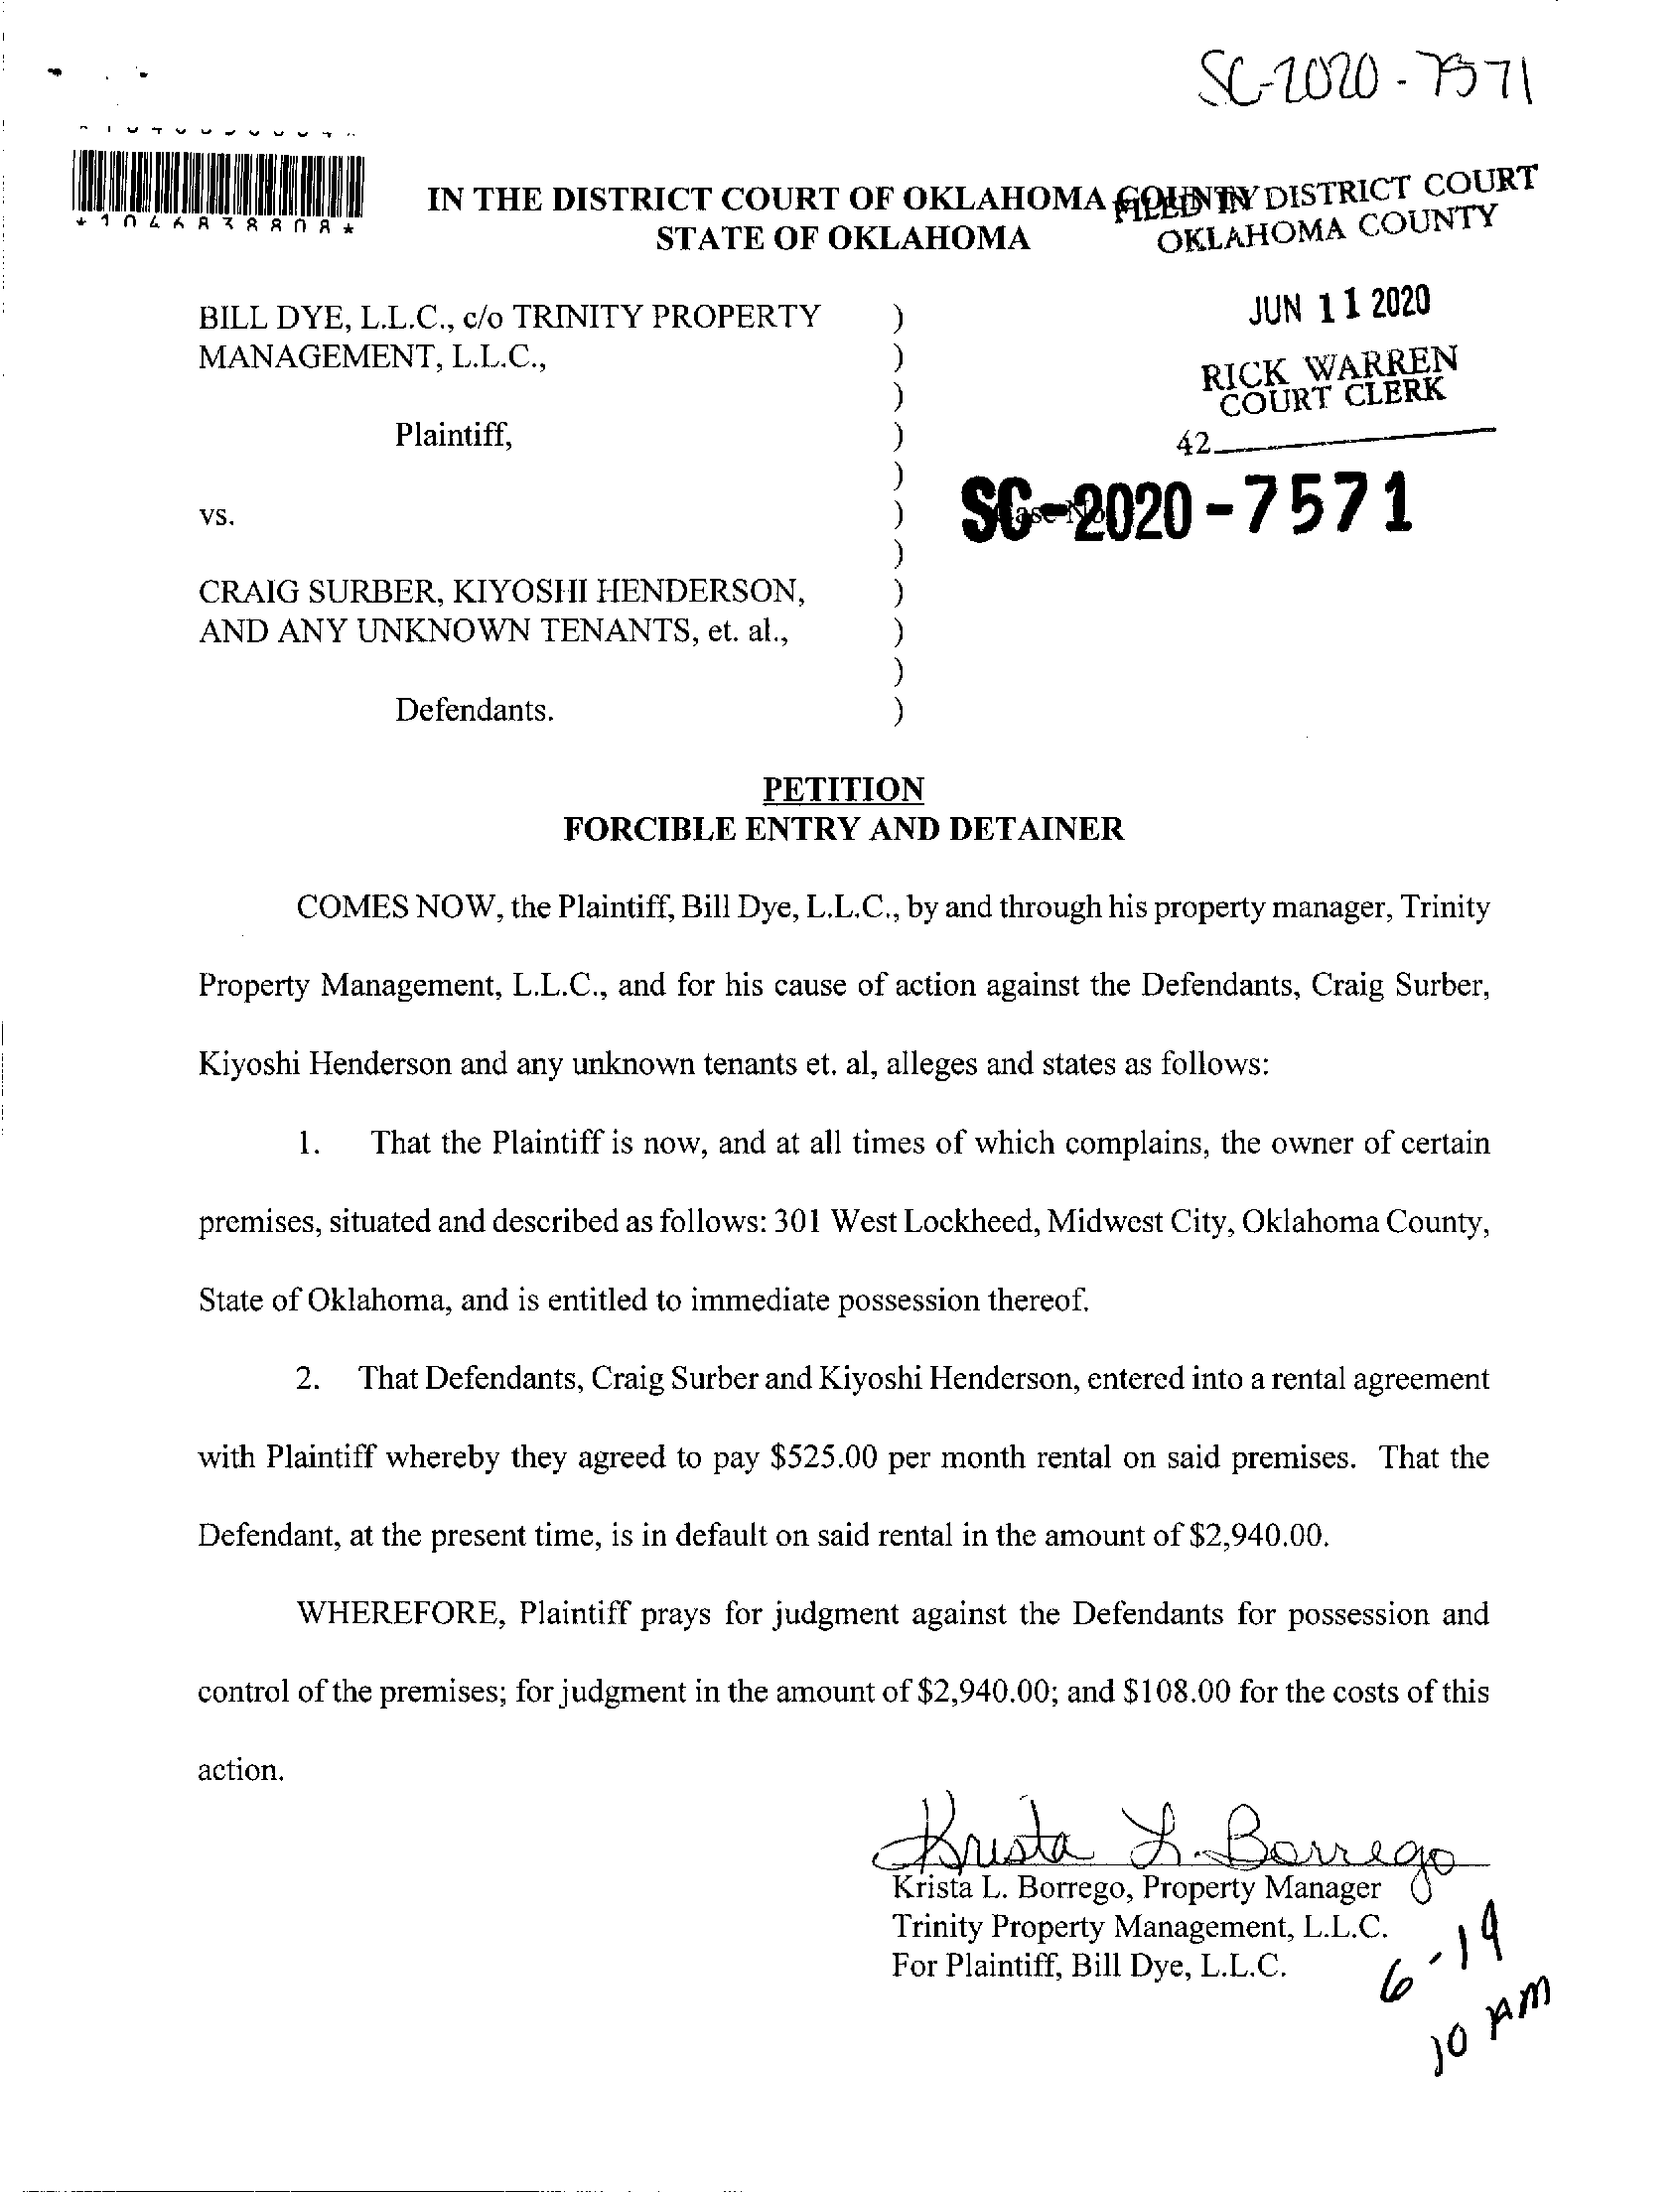 SC-2020-7571
*1046838808*
IN THE DISTRICT COURT OF OKLAHOMA COUNTY
STATE OF OKLAHOMA
FILED IN DISTRICT COURT
OKLAHOMA COUNTY
JUN 11 2020
RICK WARREN
COURT CLERK
42
BILL DYE, L.L.C., c/o TRINITY PROPERTY )
MANAGEMENT, L.L.C., )
)
Plaintiff, )
)
vs. ) Case No.
SC-2020-7571
)
CRAIG SURBER, KIYOSHI HENDERSON, )
AND ANY UNKNOWN TENANTS, et. al., )
)
Defendants. )
PETITION
FORCIBLE ENTRY AND DETAINER
COMES NOW, the Plaintiff, Bill Dye, L.L.C., by and through his property manager, Trinity
Property Management, L.L.C., and for his cause of action against the Defendants, Craig Surber,
Kiyoshi Henderson and any unknown tenants et. al, alleges and states as follows:
1. That the Plaintiff is now, and at all times of which complains, the owner of certain
premises, situated and described as follows: 301 West Lockheed, Midwest City, Oklahoma County,
State of Oklahoma, and is entitled to immediate possession thereof.
2. That Defendants, Craig Surber and Kiyoshi Henderson, entered into a rental agreement
with Plaintiff whereby they agreed to pay $525.00 per month rental on said premises. That the
Defendant, at the present time, is in default on said rental in the amount of $2,940.00.
WHEREFORE, Plaintiff prays for judgment against the Defendants for possession and
control of the premises; for judgment in the amount of $2,940.00; and $108.00 for the costs of this
action.
Krista L. Borrego
Krista L. Borrego, Property Manager
Trinity Property Management, L.L.C.
For Plaintiff, Bill Dye, L.L.C.
6-19
10 AM